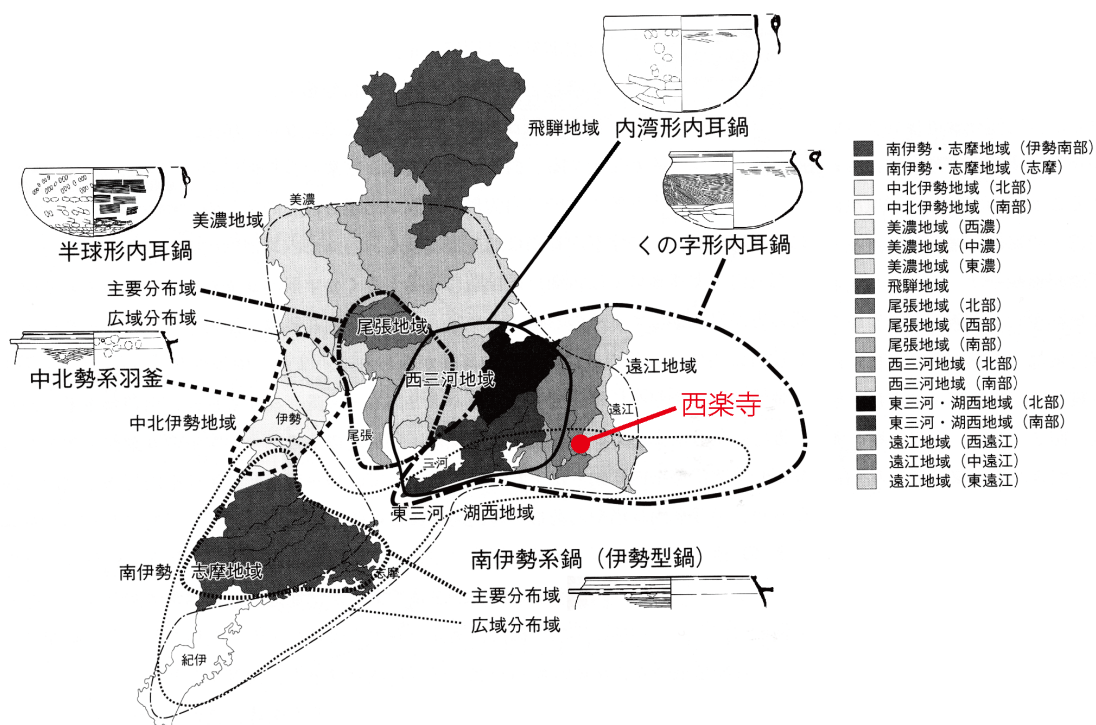 飛騨地域
内湾形内耳鍋
くの字形内耳鍋
半球形内耳鍋
美濃
美濃地域
主要分布域
広域分布域
尾張地域
中北勢系羽釜
西三河地域
遠江地域
中北伊勢地域
伊勢
尾張
遠江
西楽寺
三河
東三河・湖西地域
南伊勢・志摩地域
志摩
南伊勢系鍋(伊勢型鍋)
主要分布域
広域分布域
紀伊
南伊勢・志摩地域(伊勢南部)
南伊勢・志摩地域(志摩)
中北伊勢地域(北部)
中北伊勢地域(南部)
美濃地域(西濃)
美濃地域(中濃)
美濃地域(東濃)
飛騨地域
尾張地域(北部)
尾張地域(西部)
尾張地域(南部)
西三河地域(北部)
西三河地域(南部)
東三河・湖西地域(北部)
東三河・湖西地域(南部)
遠江地域(西遠江)
遠江地域(中遠江)
遠江地域(東遠江)